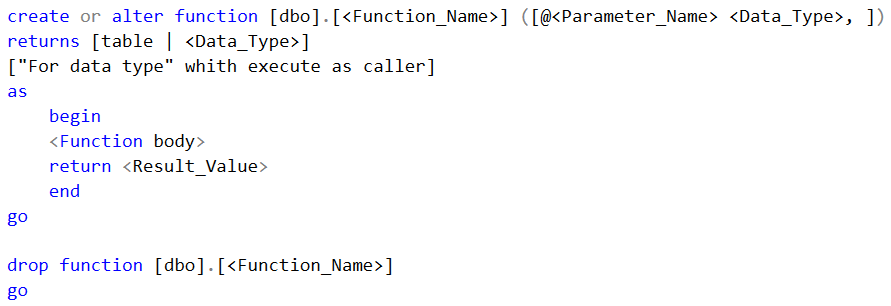 create or alter function [dbo].[<Function_Name>] ([@<Parameter_Name> <Data_Type>, ])
returns [table | <Data_Type>]
["For data type" whith execute as caller]
as
begin
<Function body>
return <Result_Value>
end
go
drop function [dbo].[<Function_Name>]
go